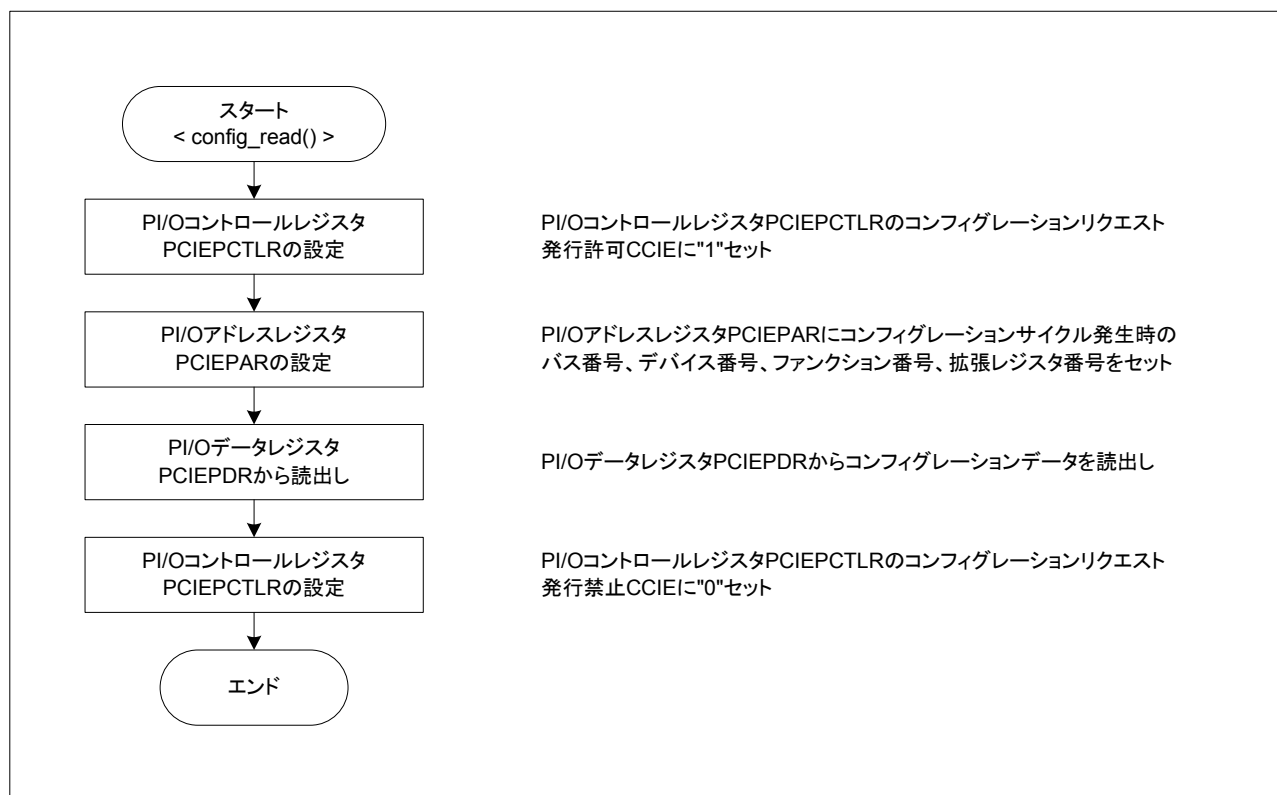 スタート
< config_read() >
PI/Oコントロールレジスタ
PCIEPCTLRの設定
PI/OコントロールレジスタPCIEPCTLRのコンフィグレーションリクエスト
発行許可CCIEに"1"セット
PI/Oアドレスレジスタ
PCIEPARの設定
PI/OアドレスレジスタPCIEPARにコンフィグレーションサイクル発生時の
バス番号、デバイス番号、ファンクション番号、拡張レジスタ番号をセット
PI/Oデータレジスタ
PCIEPDRから読出し
PI/OデータレジスタPCIEPDRからコンフィグレーションデータを読出し
PI/Oコントロールレジスタ
PCIEPCTLRの設定
PI/OコントロールレジスタPCIEPCTLRのコンフィグレーションリクエスト
発行禁止CCIEに"0"セット
エンド